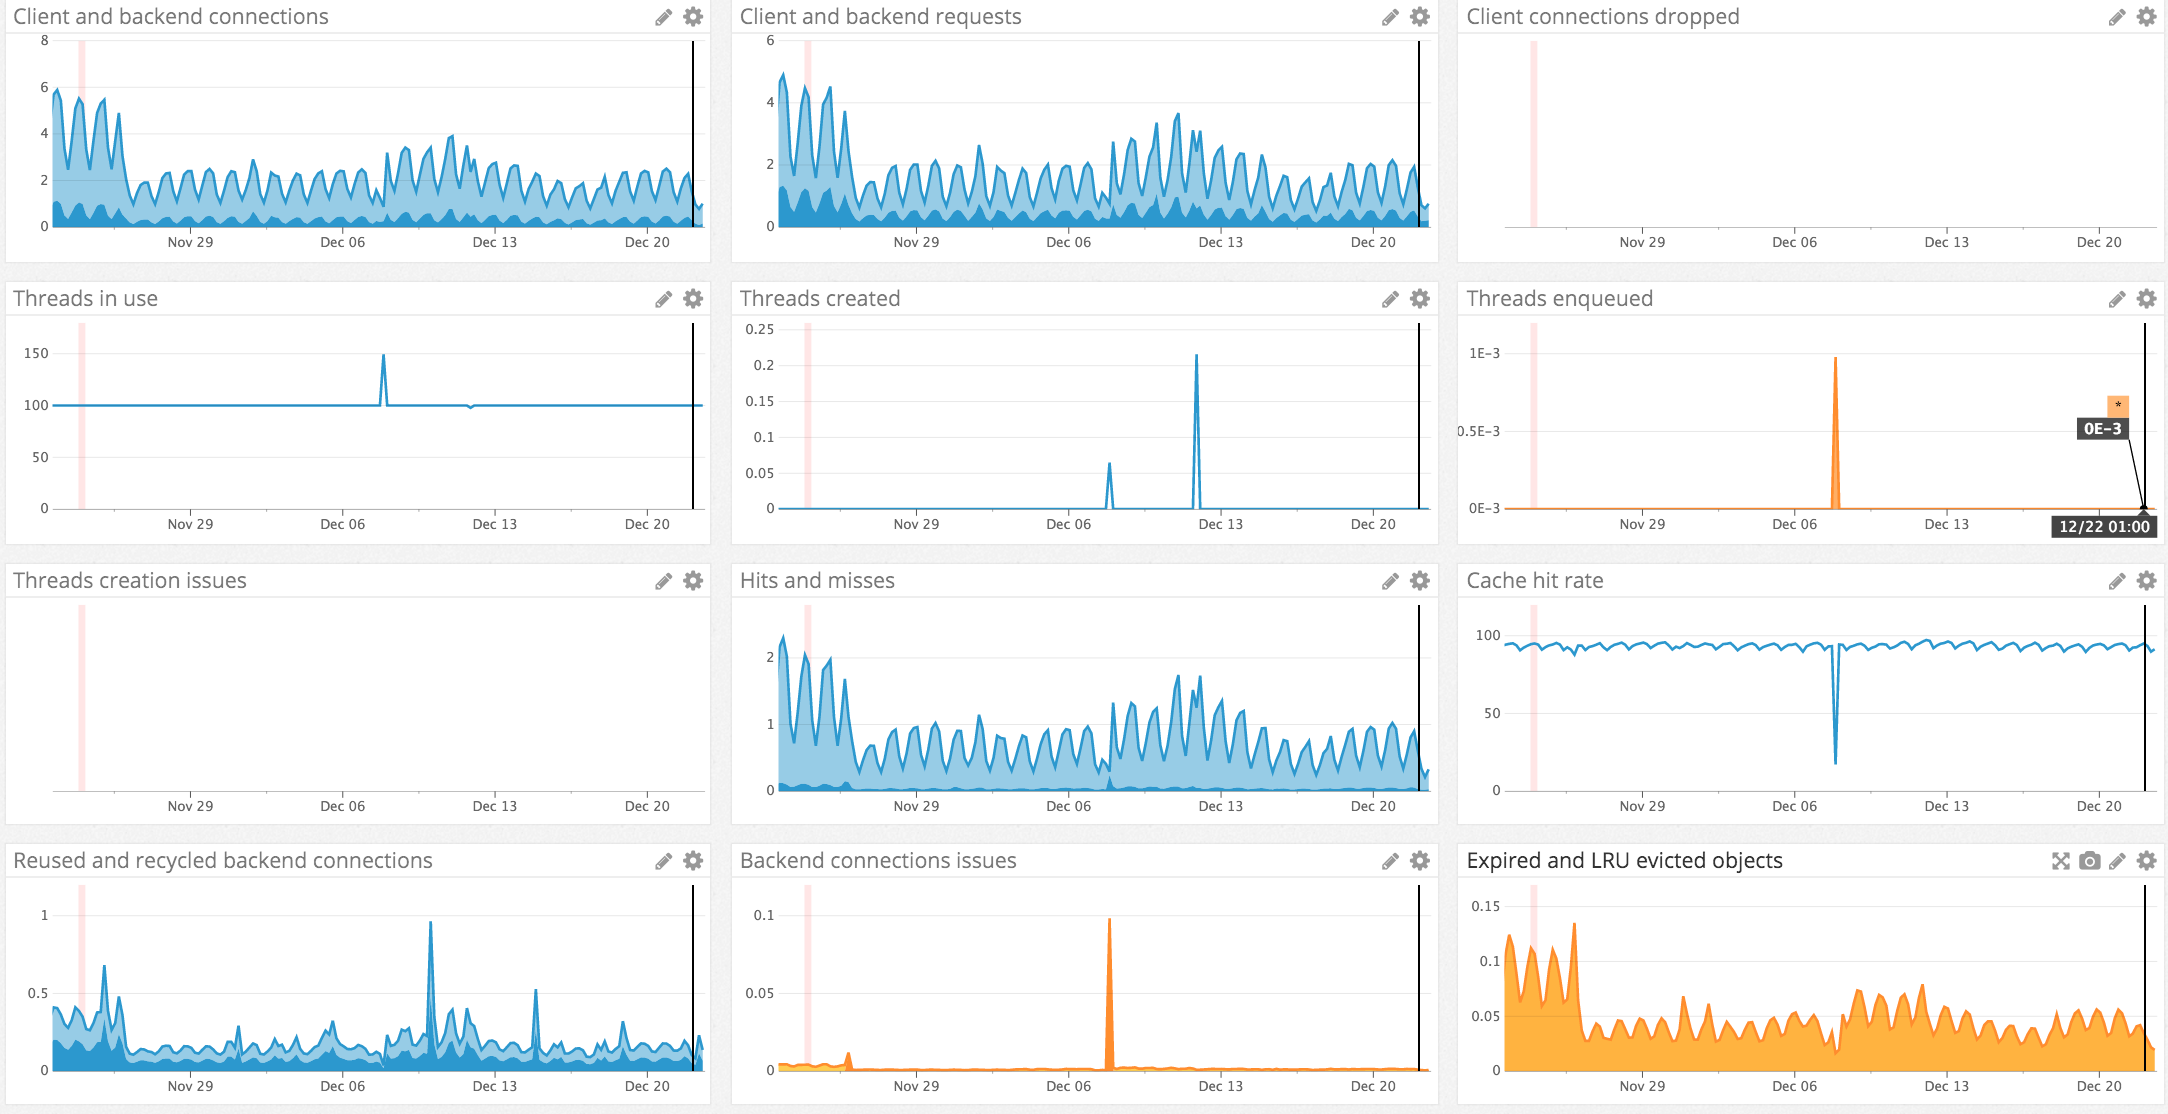 Client and backend connections
8
6
4
2
0
Nov 29 Dec 06 Dec 13 Dec 20
Client and backend requests
6
4
2
0
Nov 29 Dec 06 Dec 13 Dec 20
Client connections dropped
Nov 29 Dec 06 Dec 13 Dec 20
Threads in use
150
100
50
0
Nov 29 Dec 06 Dec 13 Dec 20
Threads created
0.25
0.2
0.15
0.1
0.05
0
Nov 29 Dec 06 Dec 13 Dec 20
Threads enqueued
1E-3
*
0E-3
0.5E-3
0E-3
Nov 29 Dec 06 Dec 13 12/22 01:00
Threads creation issues
Nov 29 Dec 06 Dec 13 Dec 20
Hits and misses
2
1
0
Nov 29 Dec 06 Dec 13 Dec 20
Cache hit rate
100
50
0
Nov 29 Dec 06 Dec 13 Dec 20
Reused and recycled backend connections
1
0.5
0
Nov 29 Dec 06 Dec 13 Dec 20
Backend connections issues
0.1
0.05
0
Nov 29 Dec 06 Dec 13 Dec 20
Expired and LRU evicted objects
0.15
0.1
0.05
0
Nov 29 Dec 06 Dec 13 Dec 20